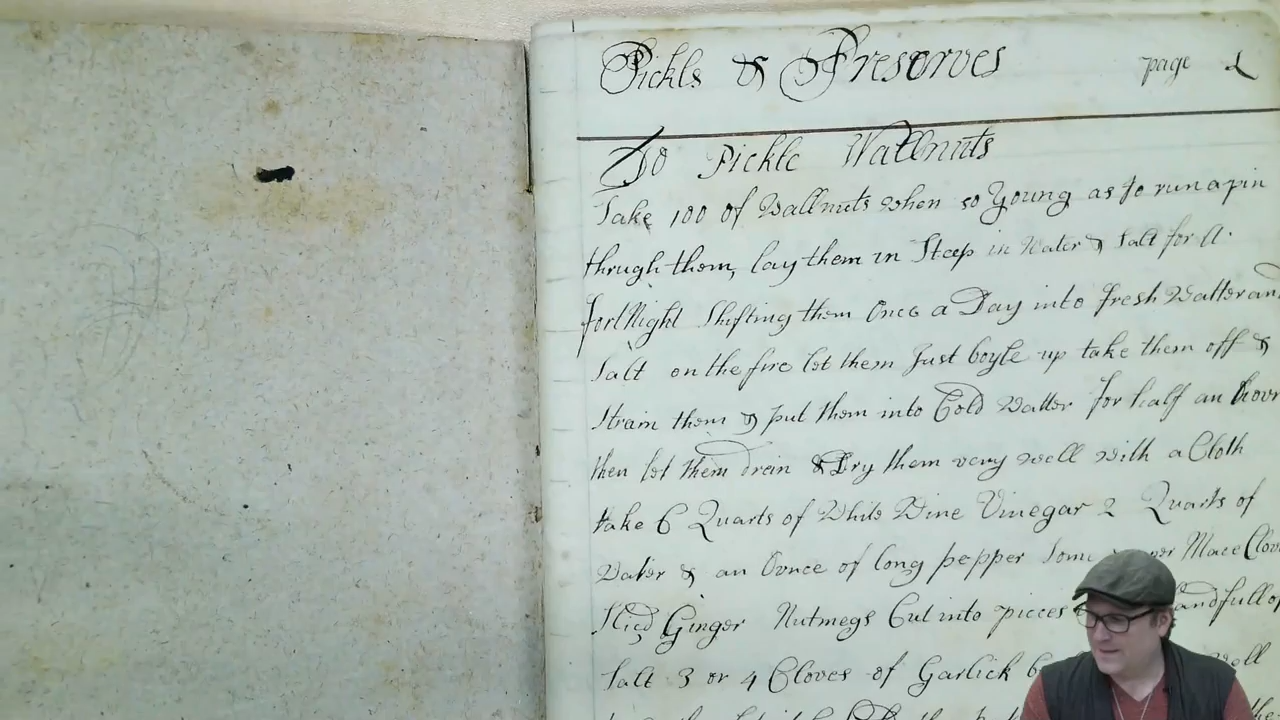 Pickls & Preserves page 1
To Pickle Wallnuts
Take 100 of Wallnuts when so Young as to run a pin
thrugh them, lay them in Steep in Water & Salt for A
fortNight Shifting them Once a Day into fresh Watter and
Salt on the fire let them Just boyle up take them off &
Strain them & put them into Cold Watter for half an hour
then let them drein & Dry them very well with a Cloth
take 6 Quarts of White Wine Vinegar 2 Quarts of
Water & an Ounce of long pepper Some Mace
Sliced Ginger Nutmegs Cut into pieces handfull of
Salt 3 or 4 Cloves of Garlick